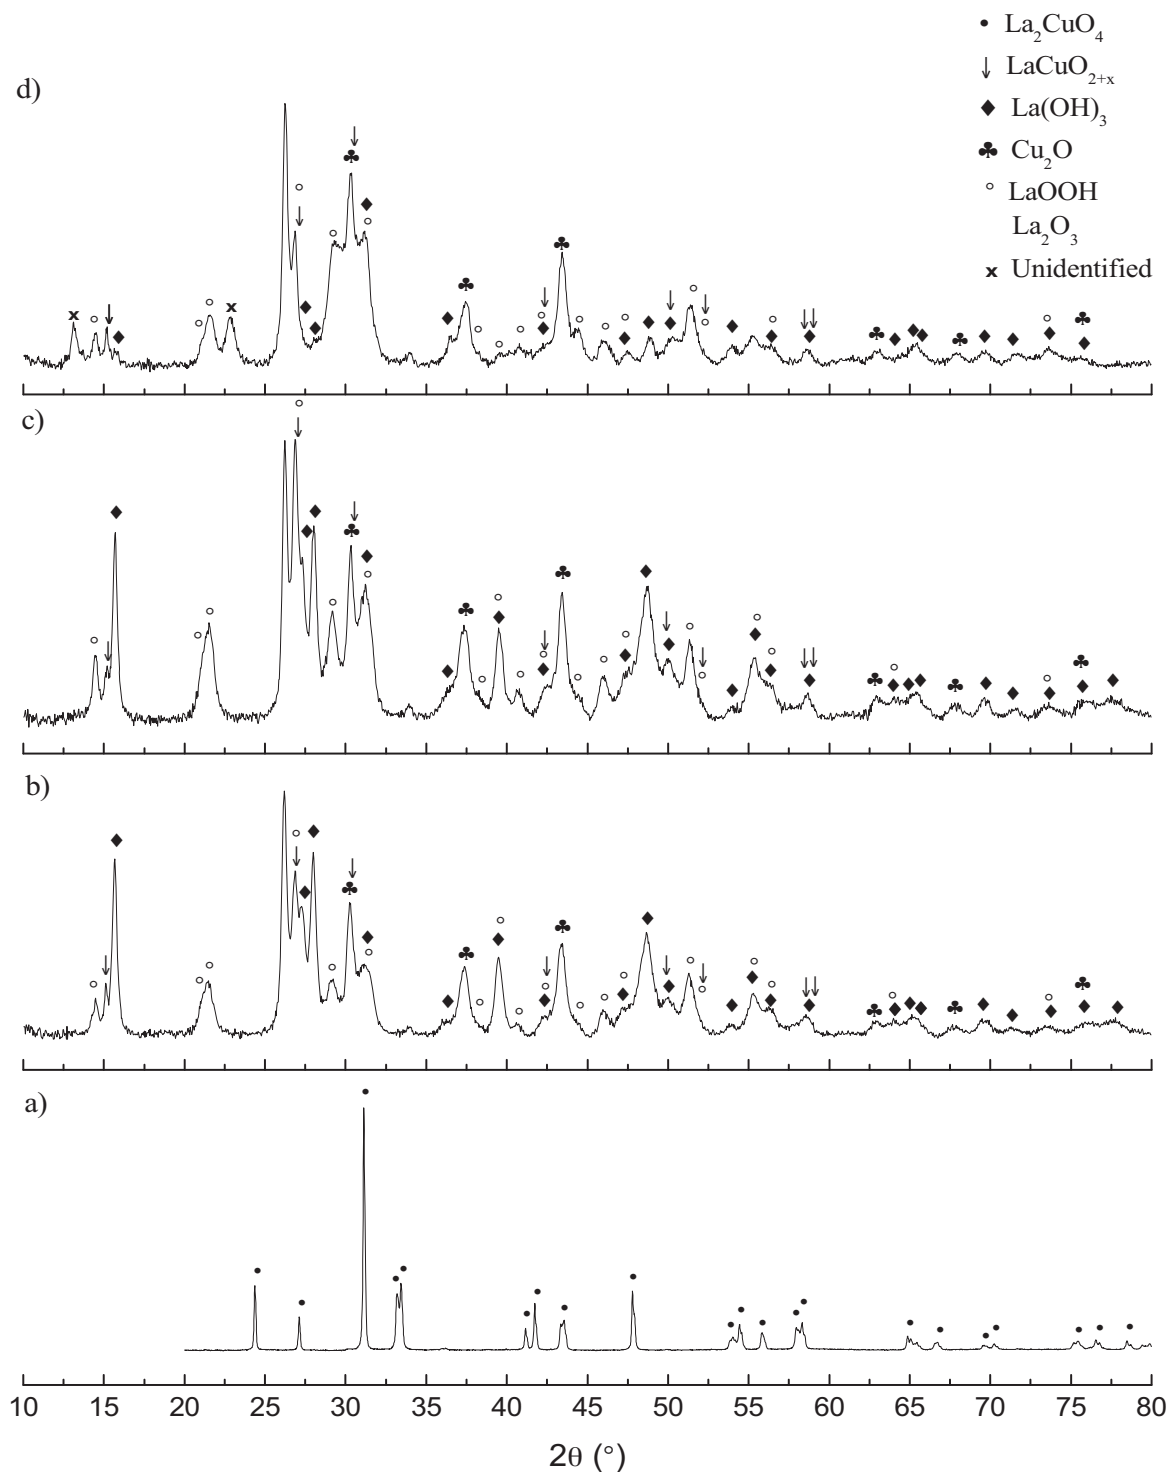 La₂CuO₄
LaCuO₂₊ₓ
d)
La(OH)₃
Cu₂O
LaOOH
La₂O₃
x Unidentified
x
x
c)
b)
a)
10 15 20 25 30 35 40 45 50 55 60 65 70 75 80
2θ (°)